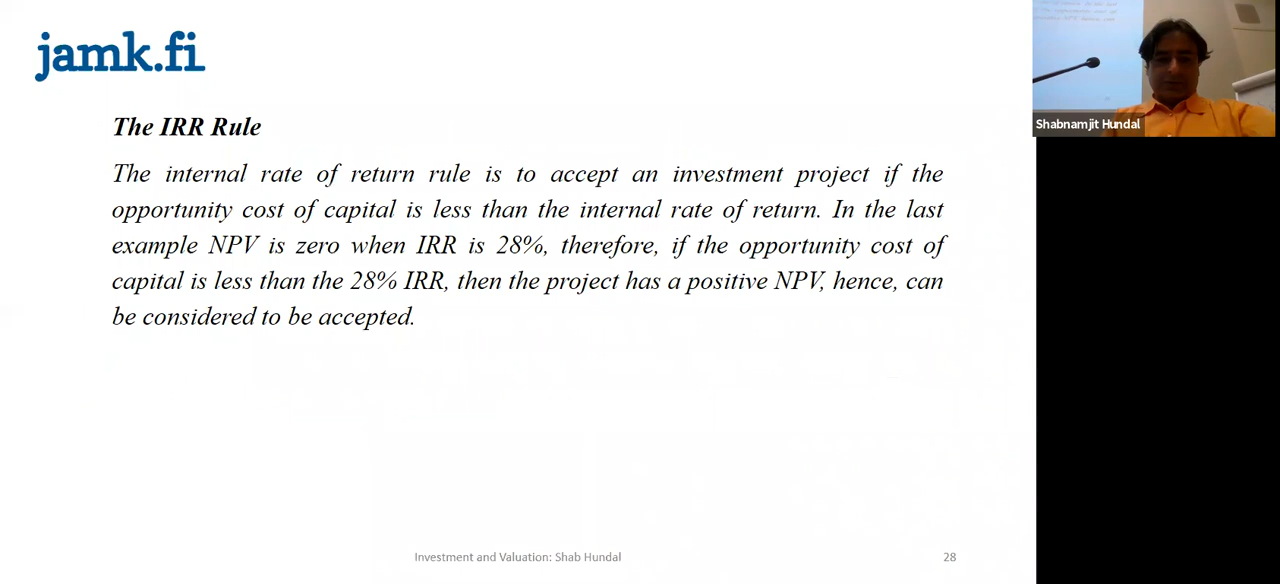 jamk.fi
The IRR Rule
The internal rate of return rule is to accept an investment project if the
opportunity cost of capital is less than the internal rate of return. In the last
example NPV is zero when IRR is 28%, therefore, if the opportunity cost of
capital is less than the 28% IRR, then the project has a positive NPV, hence, can
be considered to be accepted.
Investment and Valuation: Shab Hundal
28
Shabnamjit Hundal